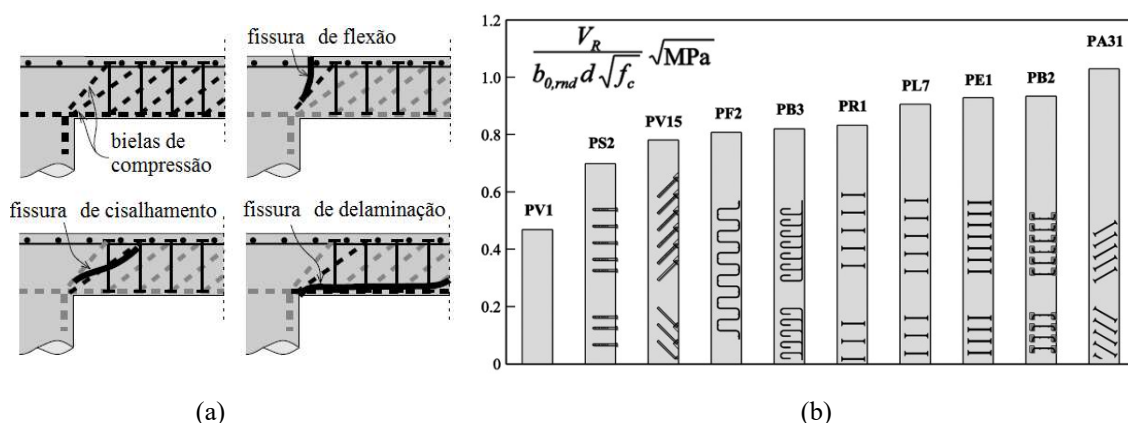 fissura de flexão
bielas de
compressão
fissura de cisalhamento
fissura de delaminação
(a)
1.2
1.0
0.8
0.6
0.4
0.2
0
V_R
b_{0,rnd} d √f_c
√MPa
PV1
PS2
PV15
PF2
PB3
PR1
PL7
PE1
PB2
PA31
(b)